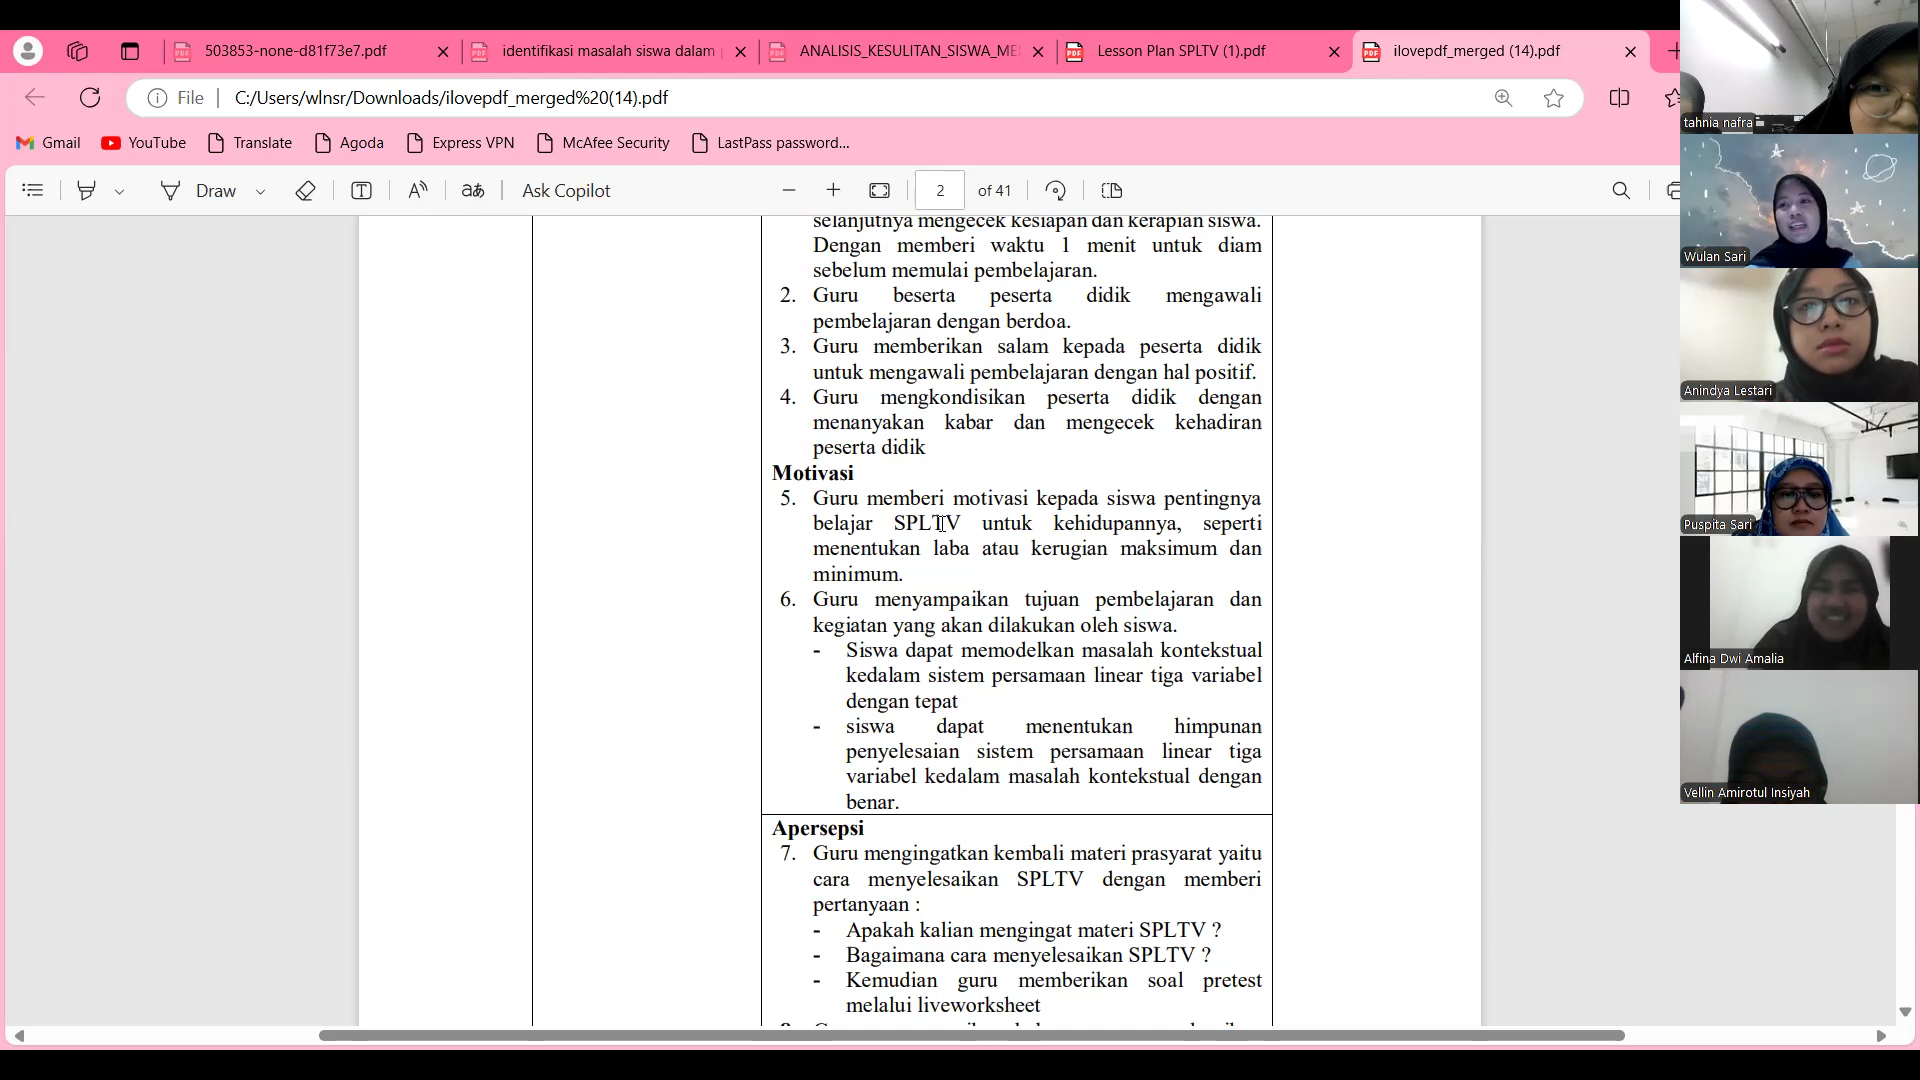 503853-none-d81f73e7.pdf
identifikasi masalah siswa dalam
ANALISIS_KESULITAN_SISWA_ME
Lesson Plan SPLTV (1).pdf
ilovepdf_merged (14).pdf
File
C:/Users/wlnsr/Downloads/ilovepdf_merged%20(14).pdf
Gmail
YouTube
Translate
Agoda
Express VPN
McAfee Security
LastPass password...
Draw
Ask Copilot
2 of 41
selanjutnya mengecek kesiapan dan kerapian siswa.
Dengan memberi waktu 1 menit untuk diam
sebelum memulai pembelajaran.
2. Guru beserta peserta didik mengawali
pembelajaran dengan berdoa.
3. Guru memberikan salam kepada peserta didik
untuk mengawali pembelajaran dengan hal positif.
4. Guru mengkondisikan peserta didik dengan
menanyakan kabar dan mengecek kehadiran
peserta didik
Motivasi
5. Guru memberi motivasi kepada siswa pentingnya
belajar SPLTV untuk kehidupannya, seperti
menentukan laba atau kerugian maksimum dan
minimum.
6. Guru menyampaikan tujuan pembelajaran dan
kegiatan yang akan dilakukan oleh siswa.
- Siswa dapat memodelkan masalah kontekstual
kedalam sistem persamaan linear tiga variabel
dengan tepat
- siswa dapat menentukan himpunan
penyelesaian sistem persamaan linear tiga
variabel kedalam masalah kontekstual dengan
benar.
Apersepsi
7. Guru mengingatkan kembali materi prasyarat yaitu
cara menyelesaikan SPLTV dengan memberi
pertanyaan :
- Apakah kalian mengingat materi SPLTV ?
- Bagaimana cara menyelesaikan SPLTV ?
- Kemudian guru memberikan soal pretest
melalui liveworksheet
tahnia nafra
Wulan Sari
Anindya Lestari
Puspita Sari
Alfina Dwi Amalia
Vellin Amirotul Insiyah